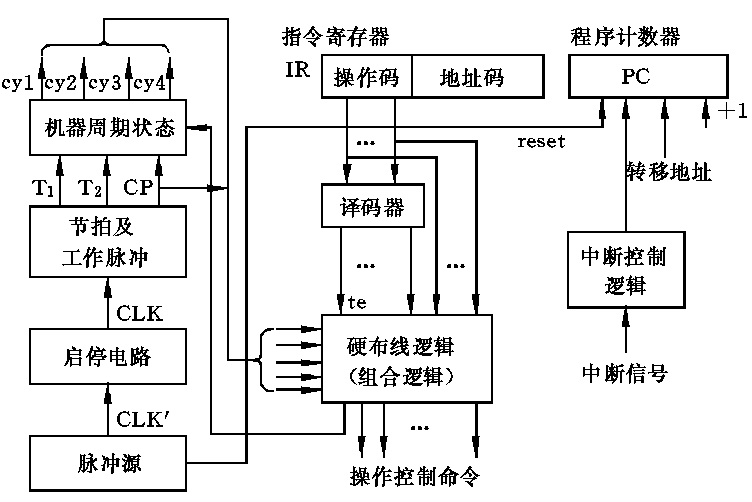 指令寄存器
程序计数器
IR
操作码
地址码
PC
cy1 cy2 cy3 cy4
机器周期状态
+1
reset
转移地址
T1 T2 CP
译码器
节拍及
工作脉冲
中断控制
逻辑
...
...
...
te
CLK
启停电路
硬布线逻辑
(组合逻辑)
中断信号
CLK′
...
脉冲源
操作控制命令